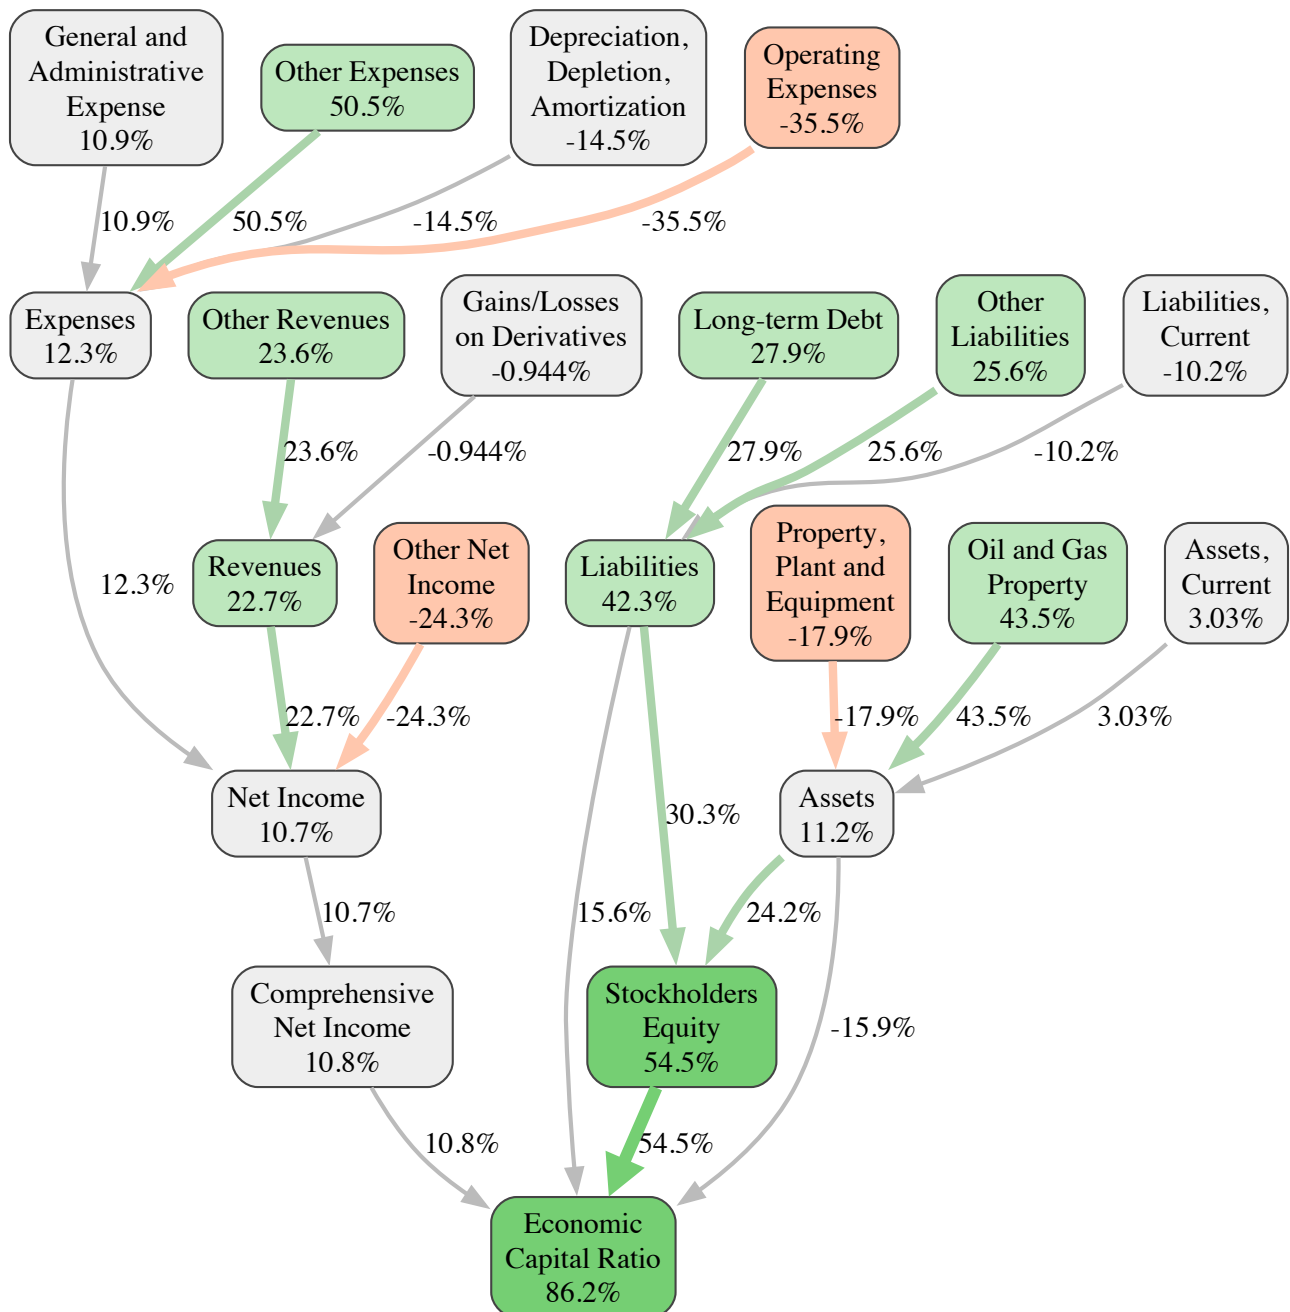 General and
Administrative
Expense
10.9%
Other Expenses
50.5%
Depreciation,
Depletion,
Amortization
-14.5%
Operating
Expenses
-35.5%
10.9%
50.5%
-14.5%
-35.5%
Expenses
12.3%
Other Revenues
23.6%
Gains/Losses
on Derivatives
-0.944%
Long-term Debt
27.9%
Other
Liabilities
25.6%
Liabilities,
Current
-10.2%
23.6%
-0.944%
27.9%
25.6%
-10.2%
12.3%
Revenues
22.7%
Other Net
Income
-24.3%
Liabilities
42.3%
Property,
Plant and
Equipment
-17.9%
Oil and Gas
Property
43.5%
Assets,
Current
3.03%
22.7%
-24.3%
-17.9%
43.5%
3.03%
Net Income
10.7%
30.3%
Assets
11.2%
10.7%
15.6%
24.2%
Comprehensive
Net Income
10.8%
Stockholders
Equity
54.5%
-15.9%
10.8%
54.5%
Economic
Capital Ratio
86.2%